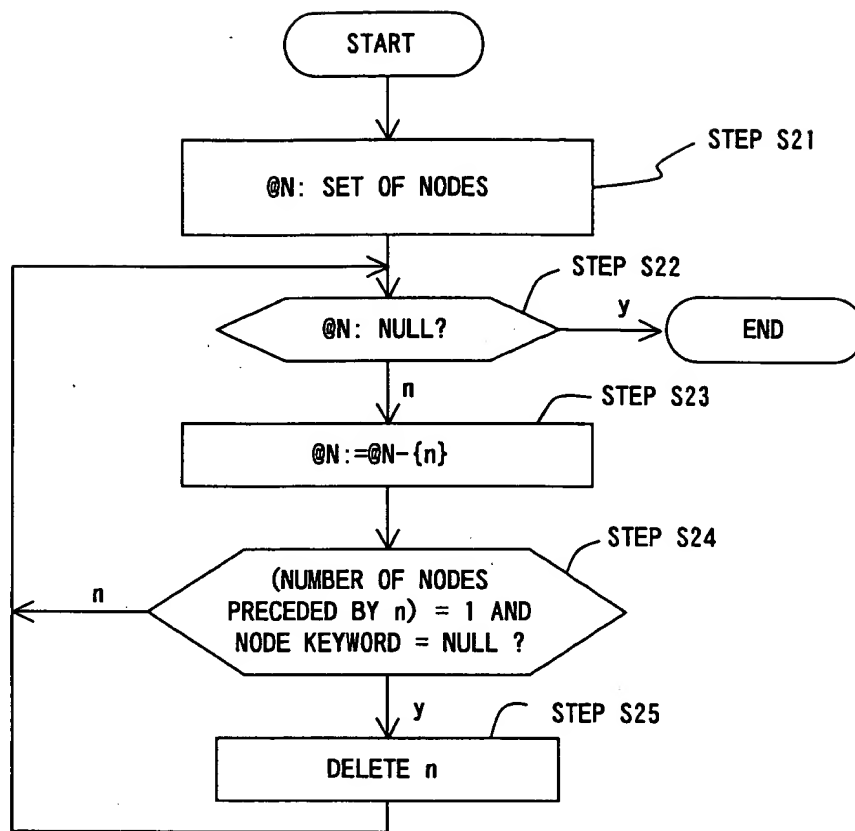 START
STEP S21
@N: SET OF NODES
STEP S22
@N: NULL?
y
END
n
STEP S23
@N:=@N-{n}
STEP S24
(NUMBER OF NODES
PRECEDED BY n) = 1 AND
NODE KEYWORD = NULL ?
n
y
STEP S25
DELETE n